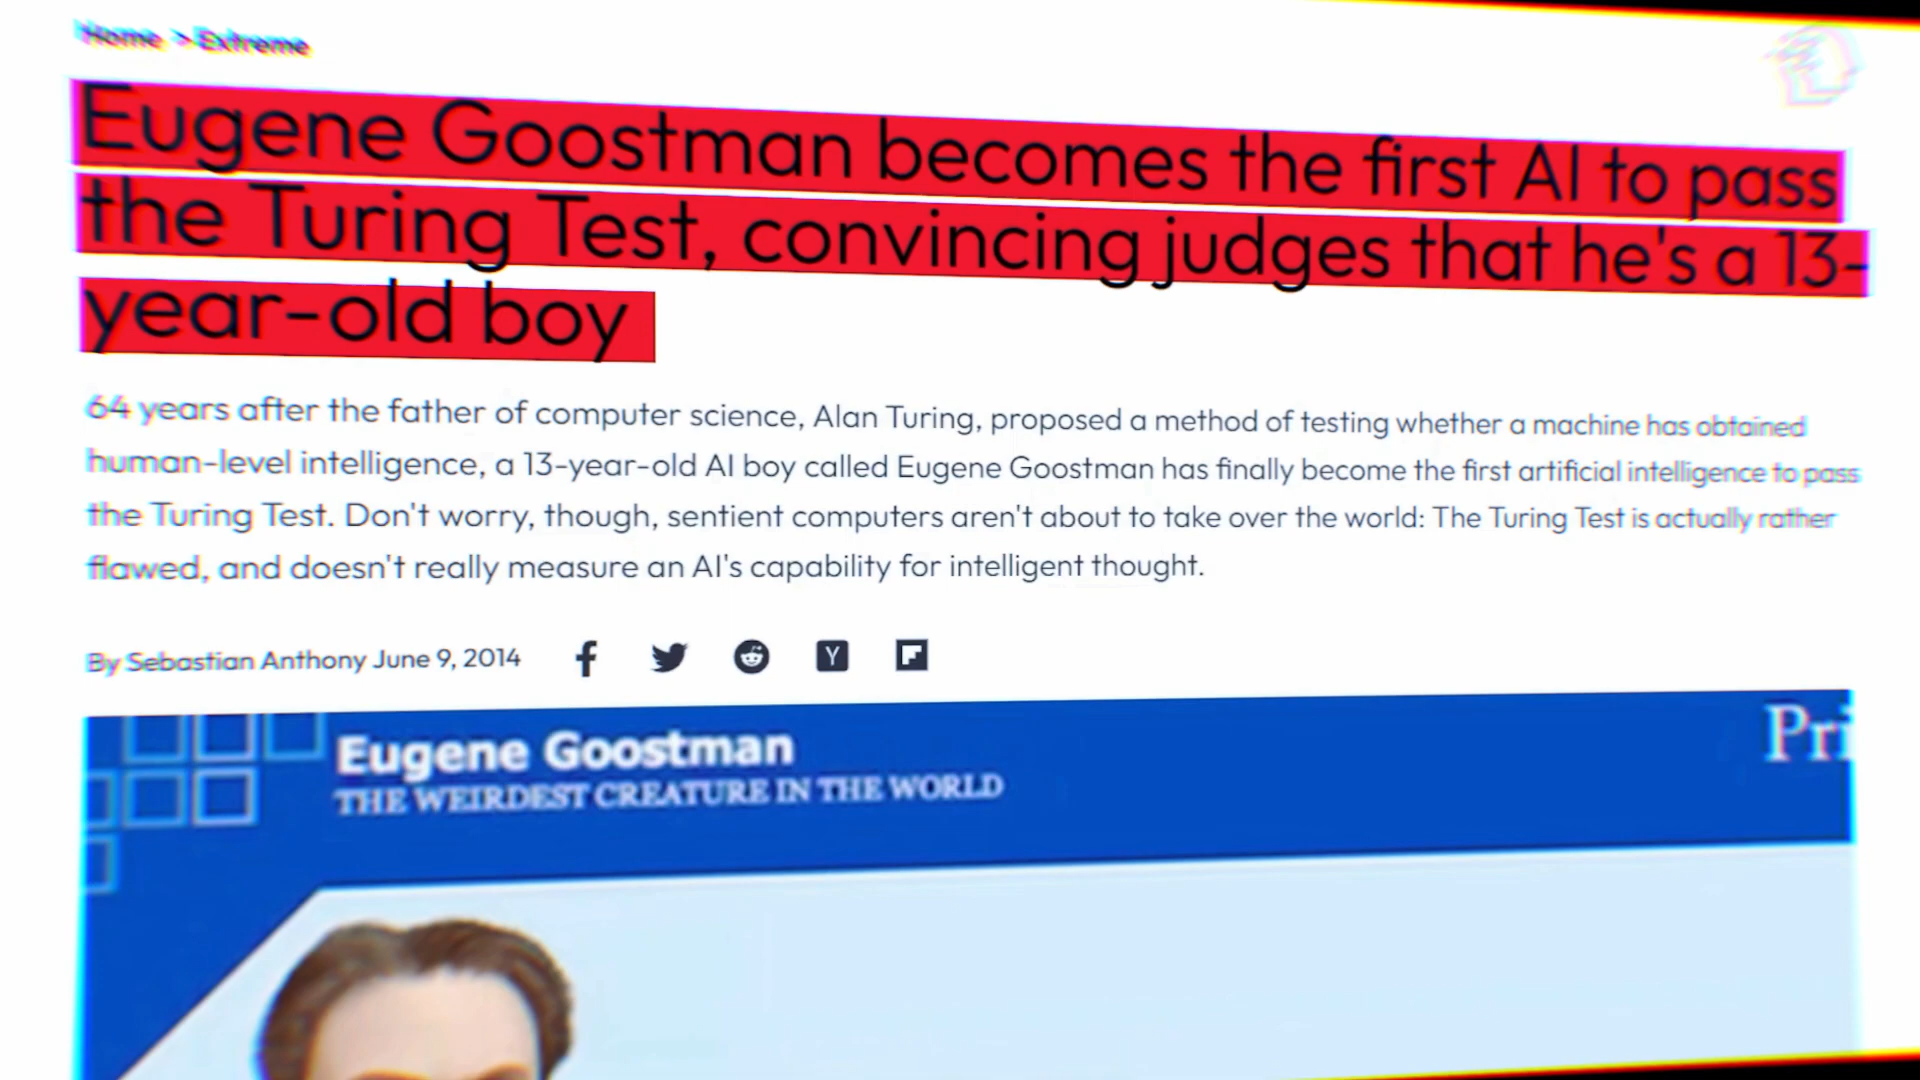 Home > Extreme
Eugene Goostman becomes the first AI to pass
the Turing Test, convincing judges that he's a 13-
year-old boy
64 years after the father of computer science, Alan Turing, proposed a method of testing whether a machine has obtained
human-level intelligence, a 13-year-old AI boy called Eugene Goostman has finally become the first artificial intelligence to pass
the Turing Test. Don't worry, though, sentient computers aren't about to take over the world: The Turing Test is actually rather
flawed, and doesn't really measure an AI's capability for intelligent thought.
By Sebastian Anthony June 9, 2014
Eugene Goostman
THE WEIRDEST CREATURE IN THE WORLD